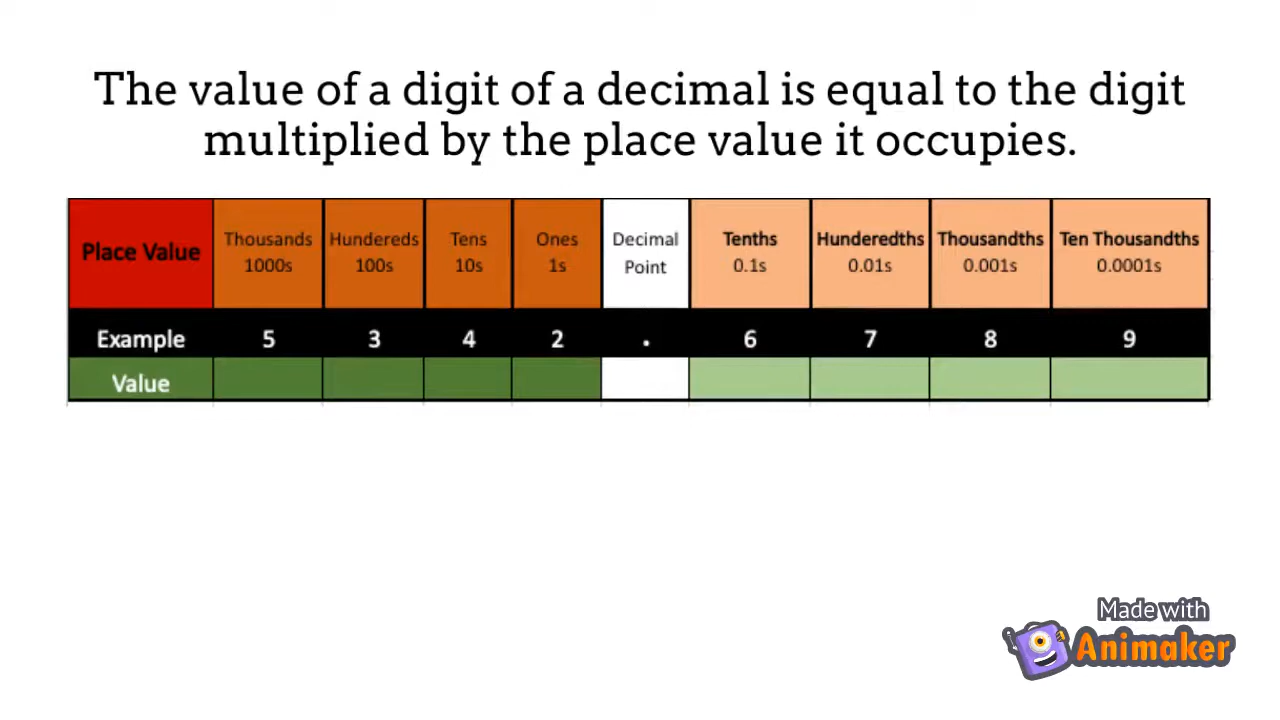 The value of a digit of a decimal is equal to the digit
multiplied by the place value it occupies.
Place Value Thousands 1000s Hundereds 100s Tens 10s Ones 1s Decimal Point Tenths 0.1s Hunderedths 0.01s Thousandths 0.001s Ten Thousandths 0.0001s
Example 5 3 4 2 . 6 7 8 9
Value
Made with
Animaker